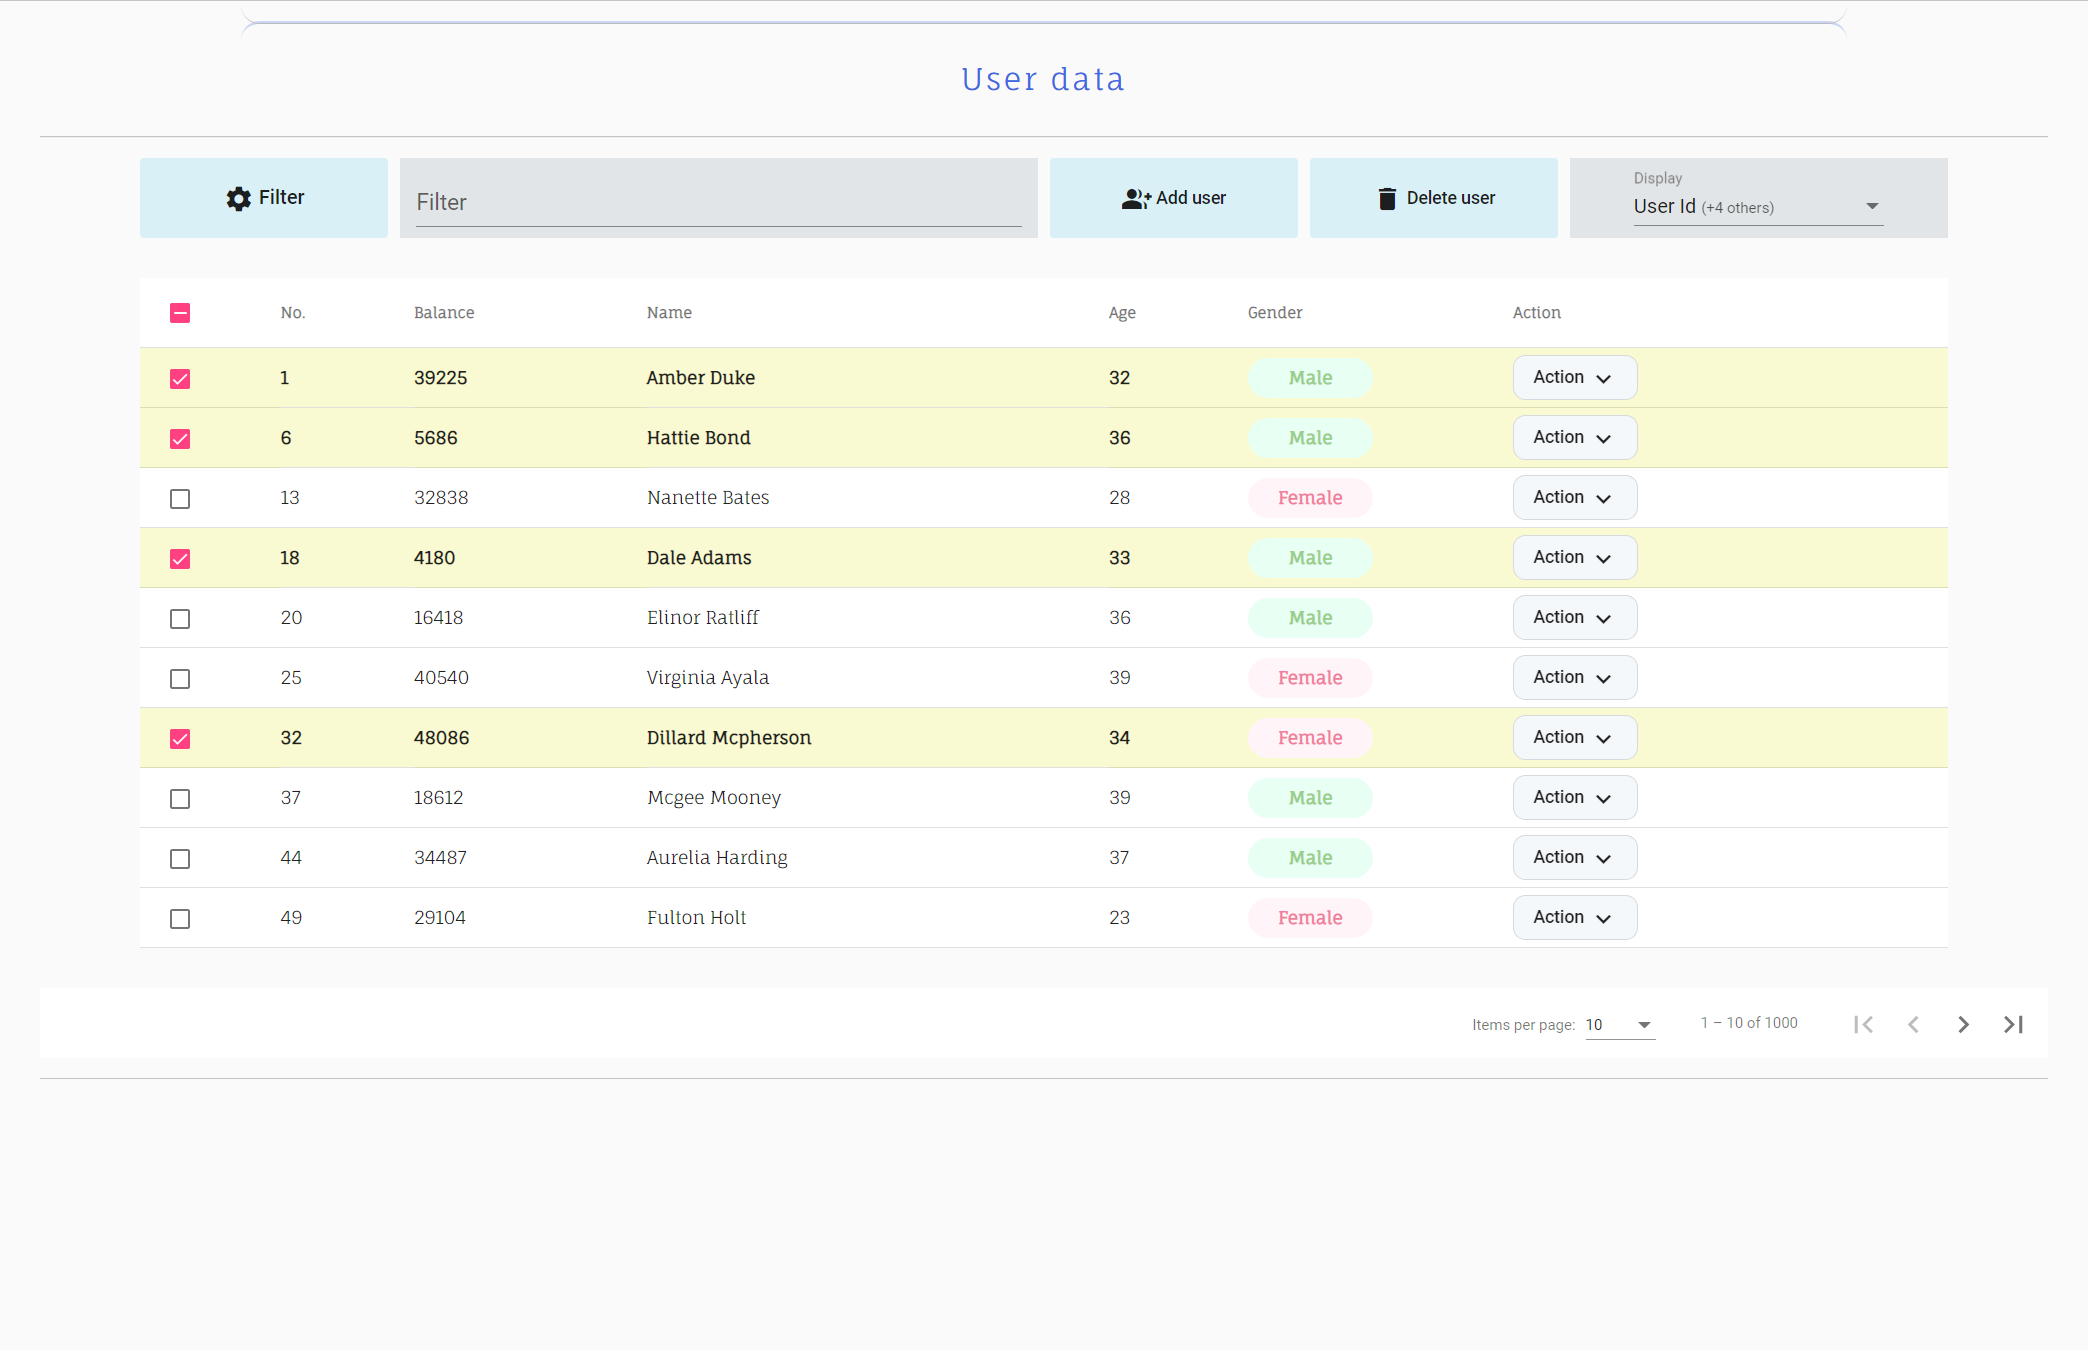 User data
Filter
Filter
Add user
Delete user
Display
User Id (+4 others)
No. Balance Name Age Gender Action
1 39225 Amber Duke 32 Male Action
6 5686 Hattie Bond 36 Male Action
13 32838 Nanette Bates 28 Female Action
18 4180 Dale Adams 33 Male Action
20 16418 Elinor Ratliff 36 Male Action
25 40540 Virginia Ayala 39 Female Action
32 48086 Dillard Mcpherson 34 Female Action
37 18612 Mcgee Mooney 39 Male Action
44 34487 Aurelia Harding 37 Male Action
49 29104 Fulton Holt 23 Female Action
Items per page: 10 1 – 10 of 1000